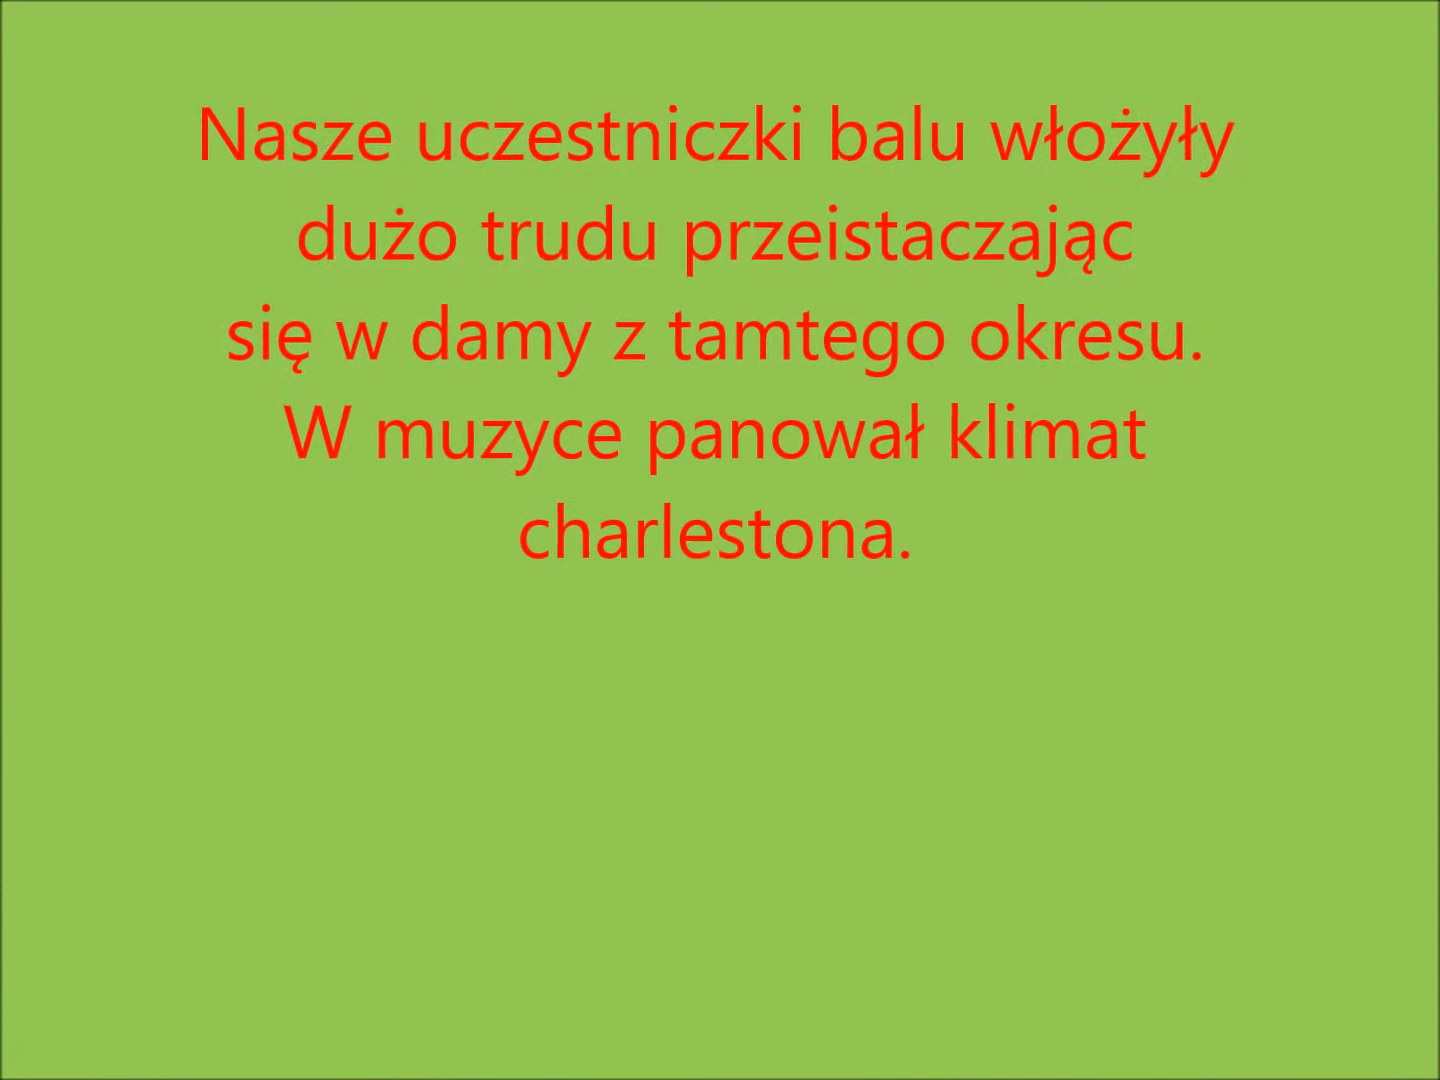 Nasze uczestniczki balu włożyły
dużo trudu przeistaczając
się w damy z tamtego okresu.
W muzyce panował klimat
charlestona.